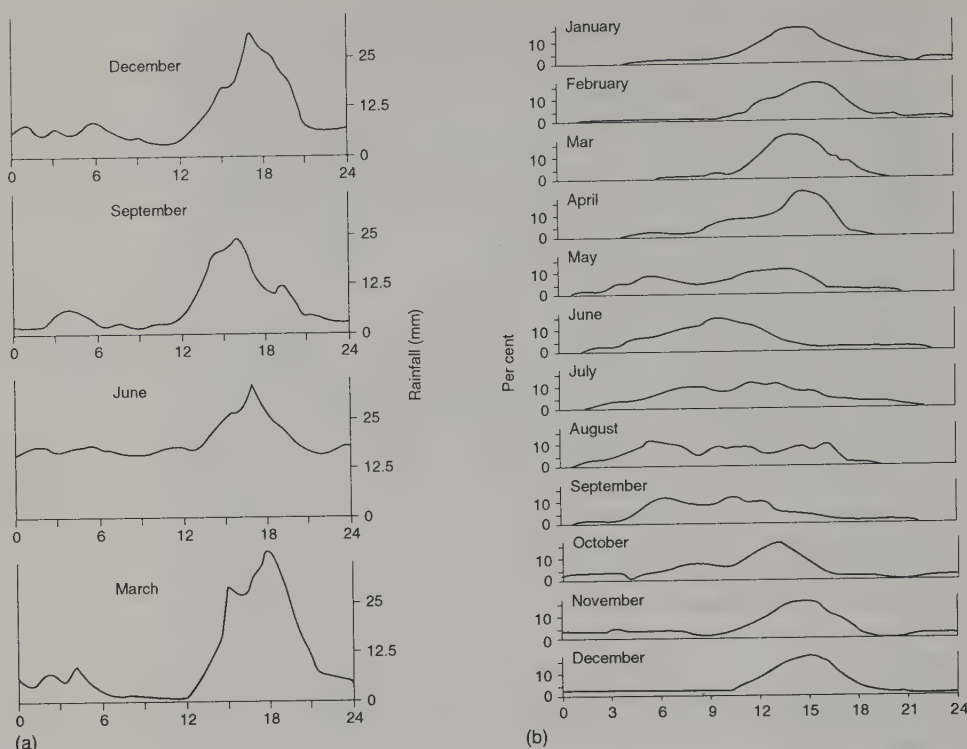 December
25
12.5
0
0 6 12 18 24
September
25
12.5
0
0 6 12 18 24
June
25
12.5
0
0 6 12 18 24
March
25
12.5
0
0 6 12 18 24
Rainfall (mm)
(a)
January
10
0
February
10
0
Mar
10
0
April
10
0
May
10
0
June
10
0
July
10
0
August
10
0
September
10
0
October
10
0
November
10
0
December
10
0
0 3 6 9 12 15 18 21 24
Per cent
(b)